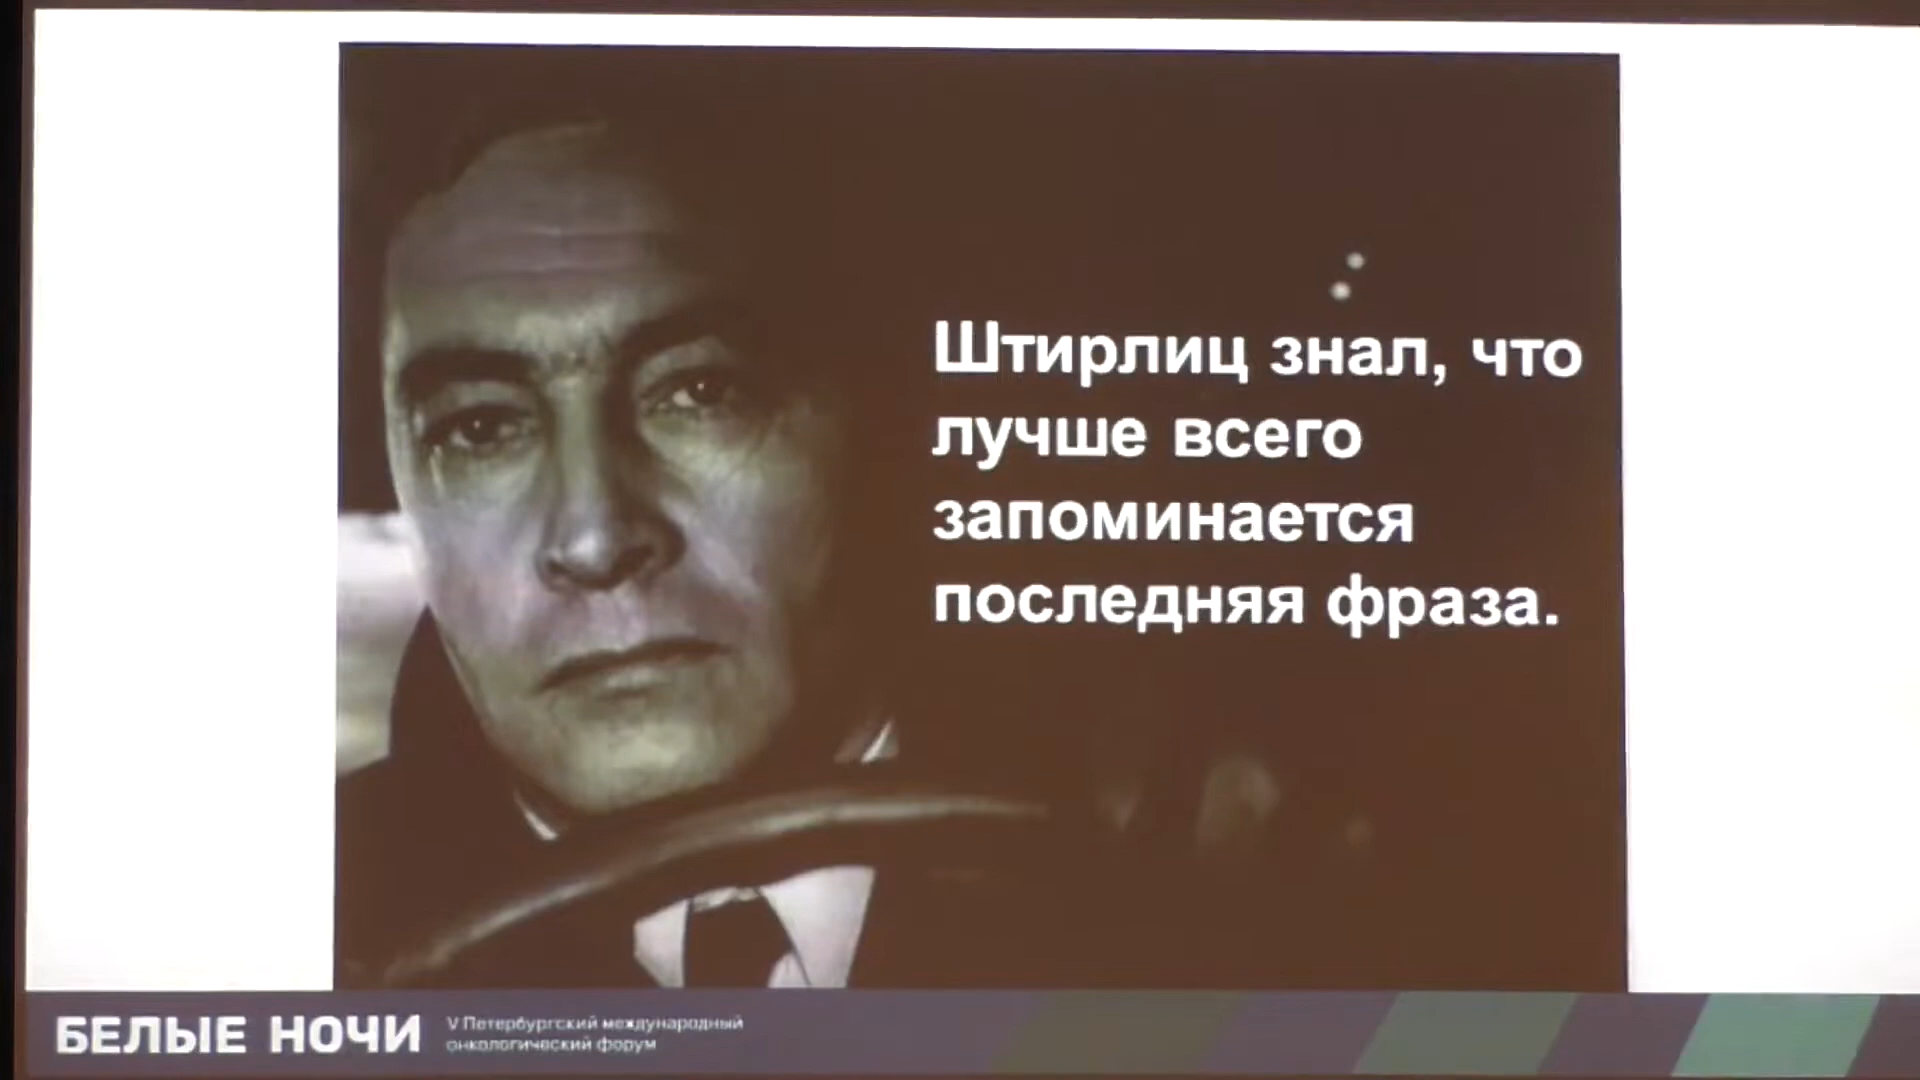 Штирлиц знал, что
лучше всего
запоминается
последняя фраза.
БЕЛЫЕ НОЧИ
V Петербургский международный
онкологический форум